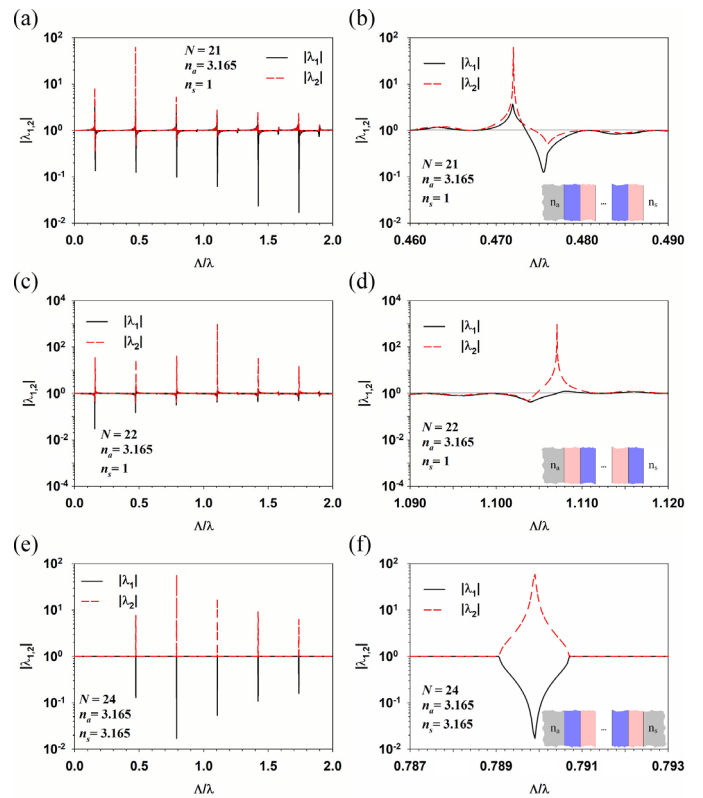 (a)
10²
10¹
10⁰
10⁻¹
10⁻²
|λ₁,₂|
N = 21
nₐ = 3.165
nₛ = 1
|λ₁|
|λ₂|
0.0 0.5 1.0 1.5 2.0
Λ/λ
(b)
10²
10¹
10⁰
10⁻¹
10⁻²
|λ₁,₂|
|λ₁|
|λ₂|
N = 21
nₐ = 3.165
nₛ = 1
nₐ ... nₛ
0.460 0.470 0.480 0.490
Λ/λ
(c)
10⁴
10²
10⁰
10⁻²
10⁻⁴
|λ₁,₂|
|λ₁|
|λ₂|
N = 22
nₐ = 3.165
nₛ = 1
0.0 0.5 1.0 1.5 2.0
Λ/λ
(d)
10⁴
10²
10⁰
10⁻²
10⁻⁴
|λ₁,₂|
|λ₁|
|λ₂|
N = 22
nₐ = 3.165
nₛ = 1
nₐ ... nₛ
1.090 1.100 1.110 1.120
Λ/λ
(e)
10²
10¹
10⁰
10⁻¹
10⁻²
|λ₁,₂|
|λ₁|
|λ₂|
N = 24
nₐ = 3.165
nₛ = 3.165
0.0 0.5 1.0 1.5 2.0
Λ/λ
(f)
10²
10¹
10⁰
10⁻¹
10⁻²
|λ₁,₂|
|λ₁|
|λ₂|
N = 24
nₐ = 3.165
nₛ = 3.165
nₐ ... nₛ
0.787 0.789 0.791 0.793
Λ/λ